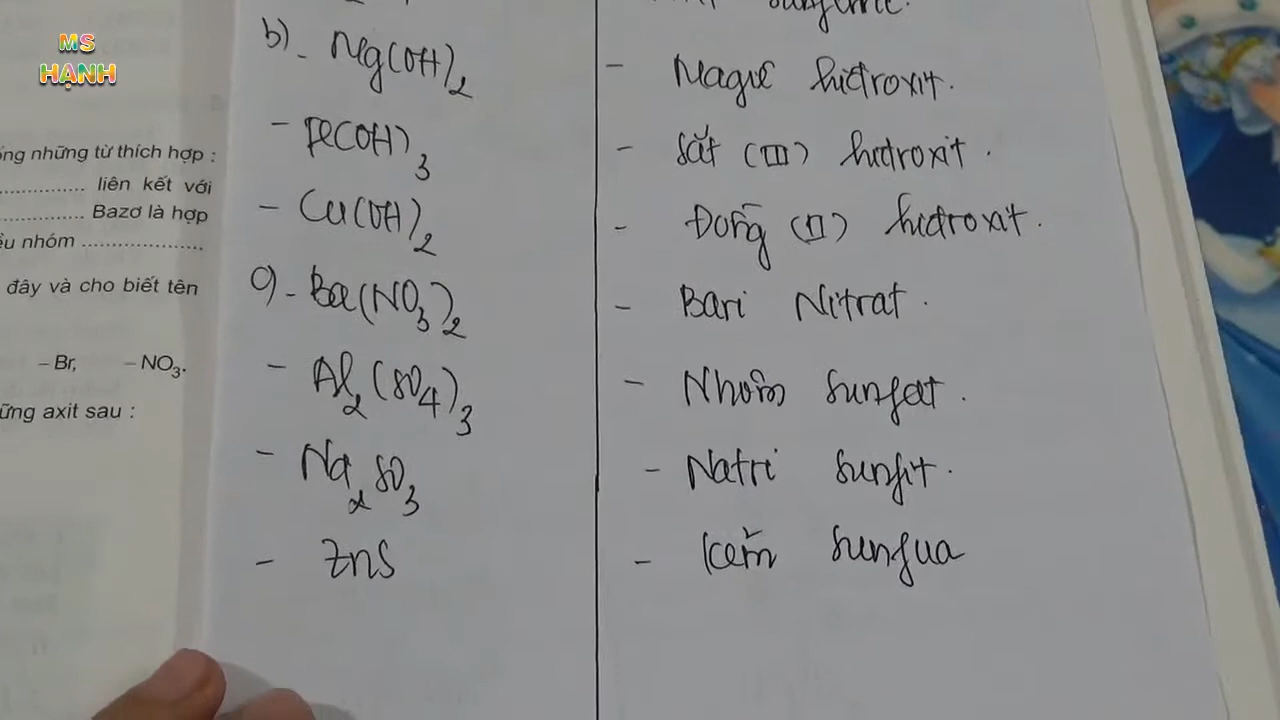 MS
HẠNH
ống những từ thích hợp :
.............. liên kết với
.............. Bazơ là hợp
ều nhóm ....................
đây và cho biết tên
– Br, – NO3.
ững axit sau :
b) - Mg(OH)2 - Magie hiđroxit.
- Fe(OH)3 - Sắt (III) hiđroxit.
- Cu(OH)2 - Đồng (II) hiđroxit.
c) - Ba(NO3)2 - Bari Nitrat.
- Al2(SO4)3 - Nhôm sunfat.
- Na2SO3 - Natri sunfit.
- ZnS - Kẽm sunfua